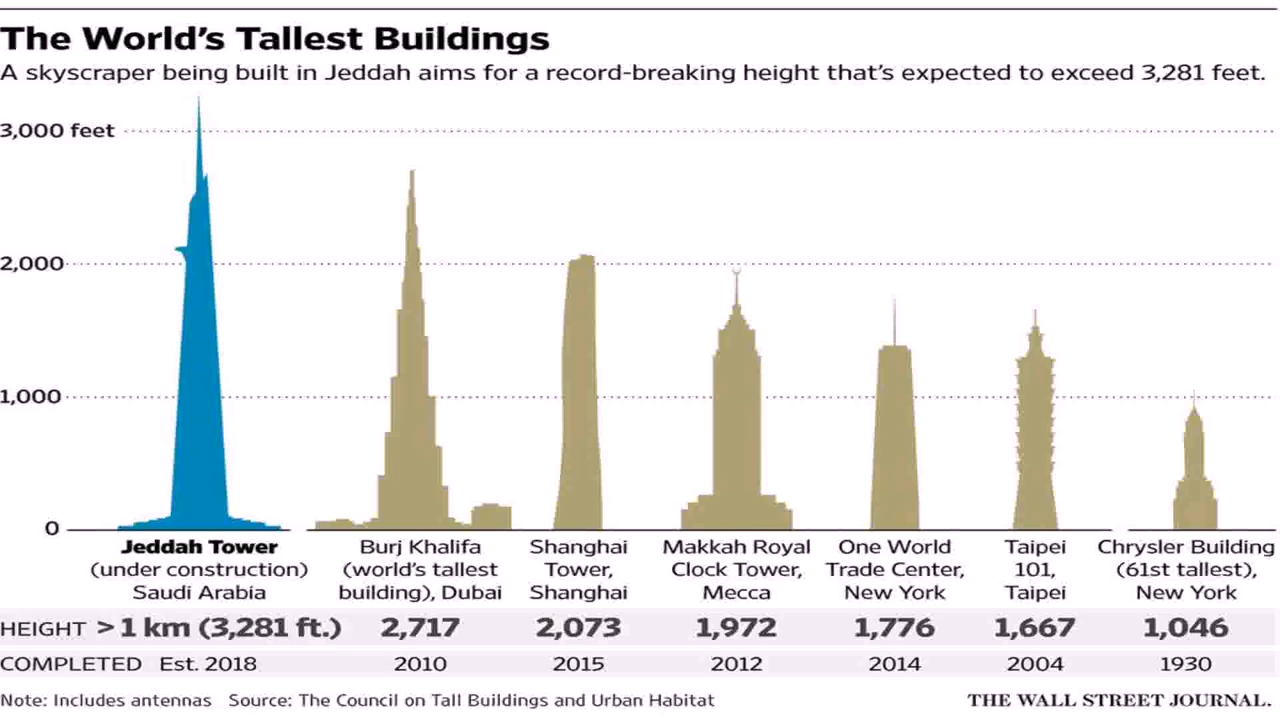 The World's Tallest Buildings
A skyscraper being built in Jeddah aims for a record-breaking height that's expected to exceed 3,281 feet.
3,000 feet
2,000
1,000
0
Jeddah Tower
(under construction)
Saudi Arabia
Burj Khalifa
(world's tallest
building), Dubai
Shanghai
Tower,
Shanghai
Makkah Royal
Clock Tower,
Mecca
One World
Trade Center,
New York
Taipei
101,
Taipei
Chrysler Building
(61st tallest),
New York
HEIGHT > 1 km (3,281 ft.) 2,717 2,073 1,972 1,776 1,667 1,046
COMPLETED Est. 2018 2010 2015 2012 2014 2004 1930
Note: Includes antennas Source: The Council on Tall Buildings and Urban Habitat
THE WALL STREET JOURNAL.